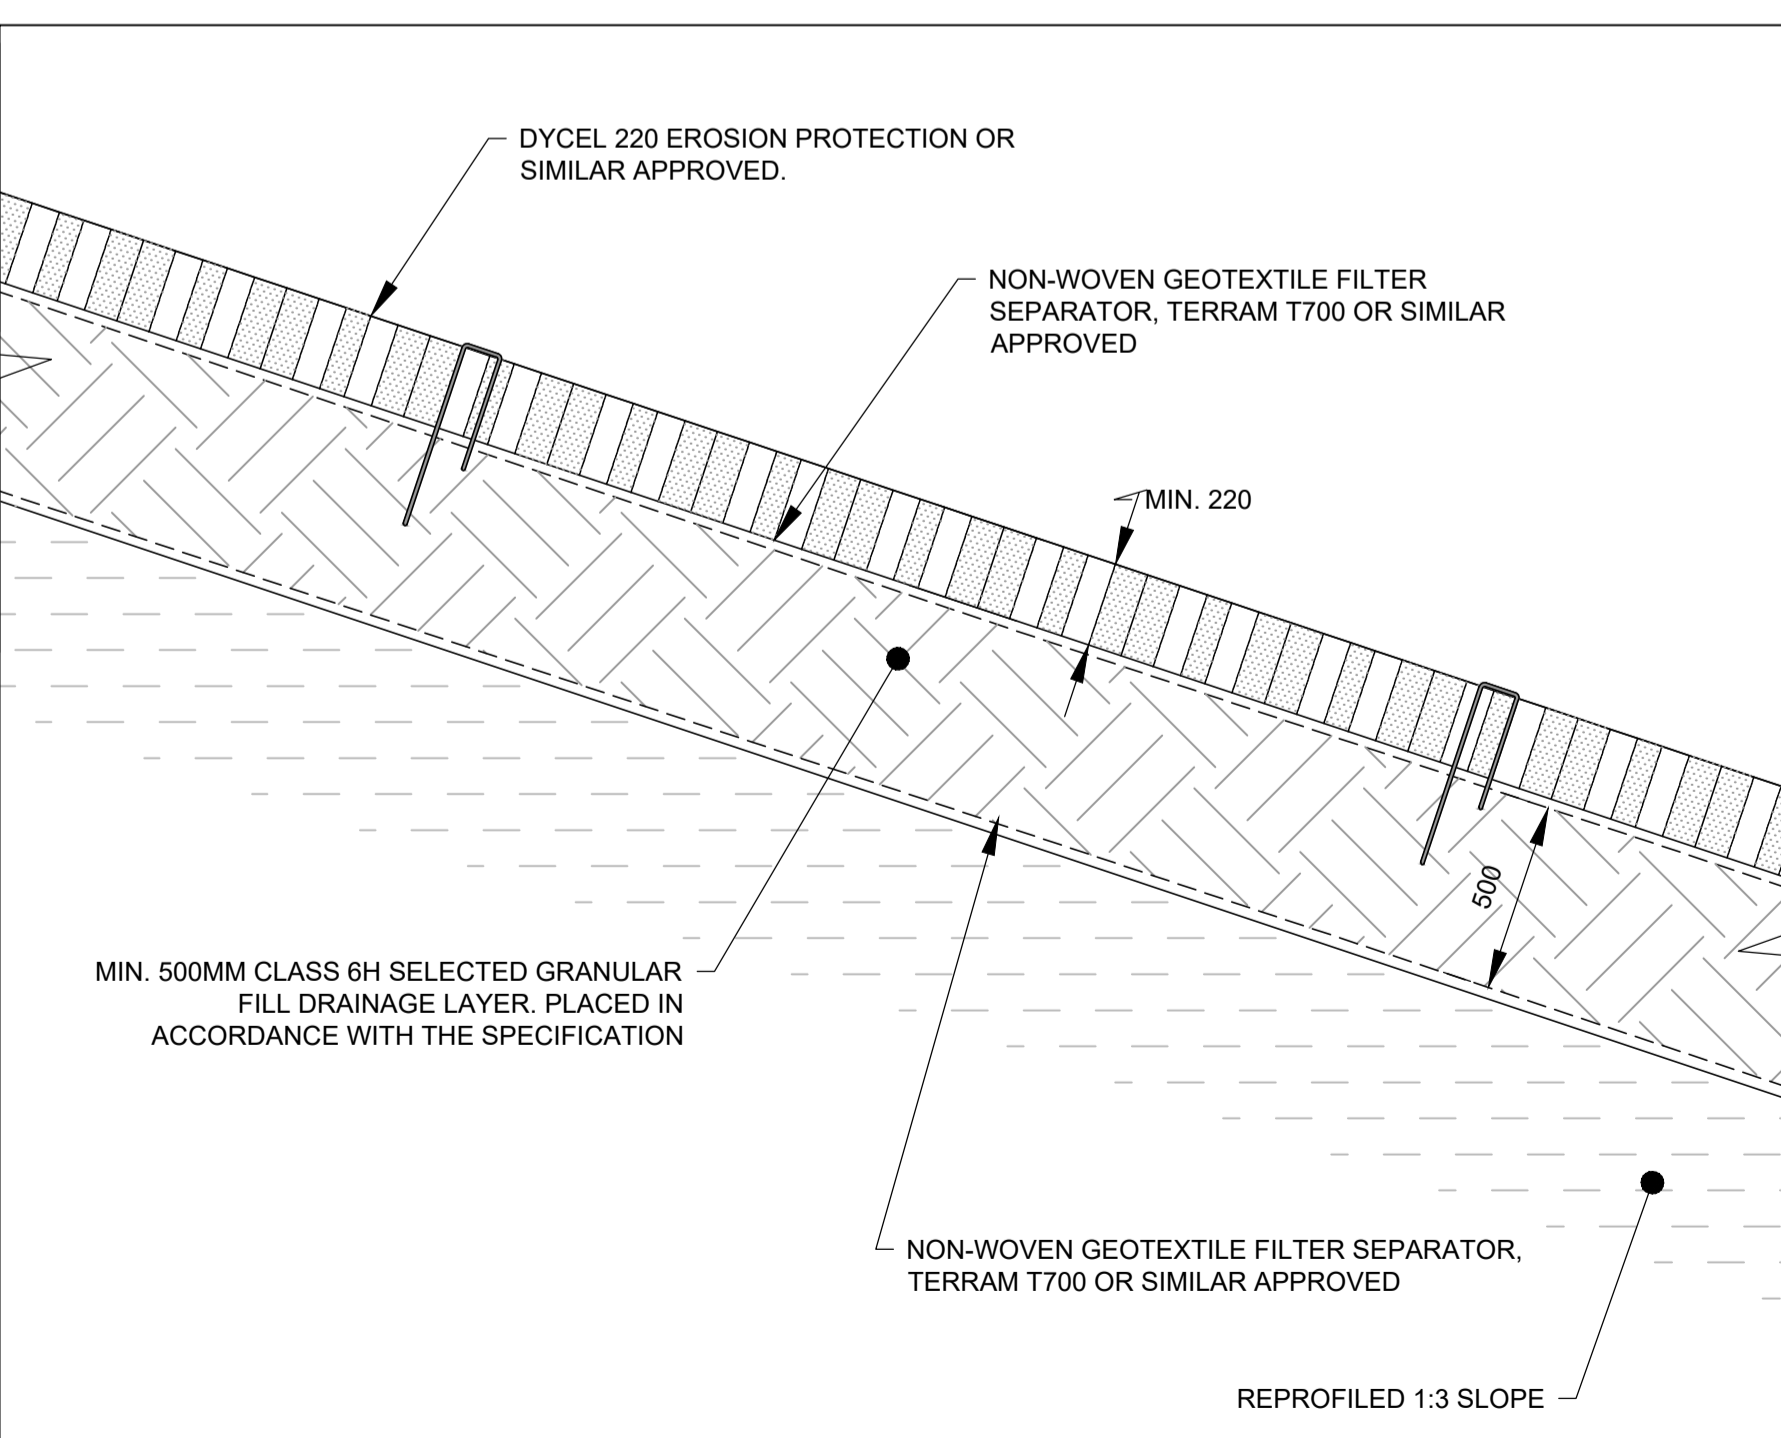 DYCEL 220 EROSION PROTECTION OR
SIMILAR APPROVED.
NON-WOVEN GEOTEXTILE FILTER
SEPARATOR, TERRAM T700 OR SIMILAR
APPROVED
MIN. 220
500
MIN. 500MM CLASS 6H SELECTED GRANULAR
FILL DRAINAGE LAYER. PLACED IN
ACCORDANCE WITH THE SPECIFICATION
NON-WOVEN GEOTEXTILE FILTER SEPARATOR,
TERRAM T700 OR SIMILAR APPROVED
REPROFILED 1:3 SLOPE